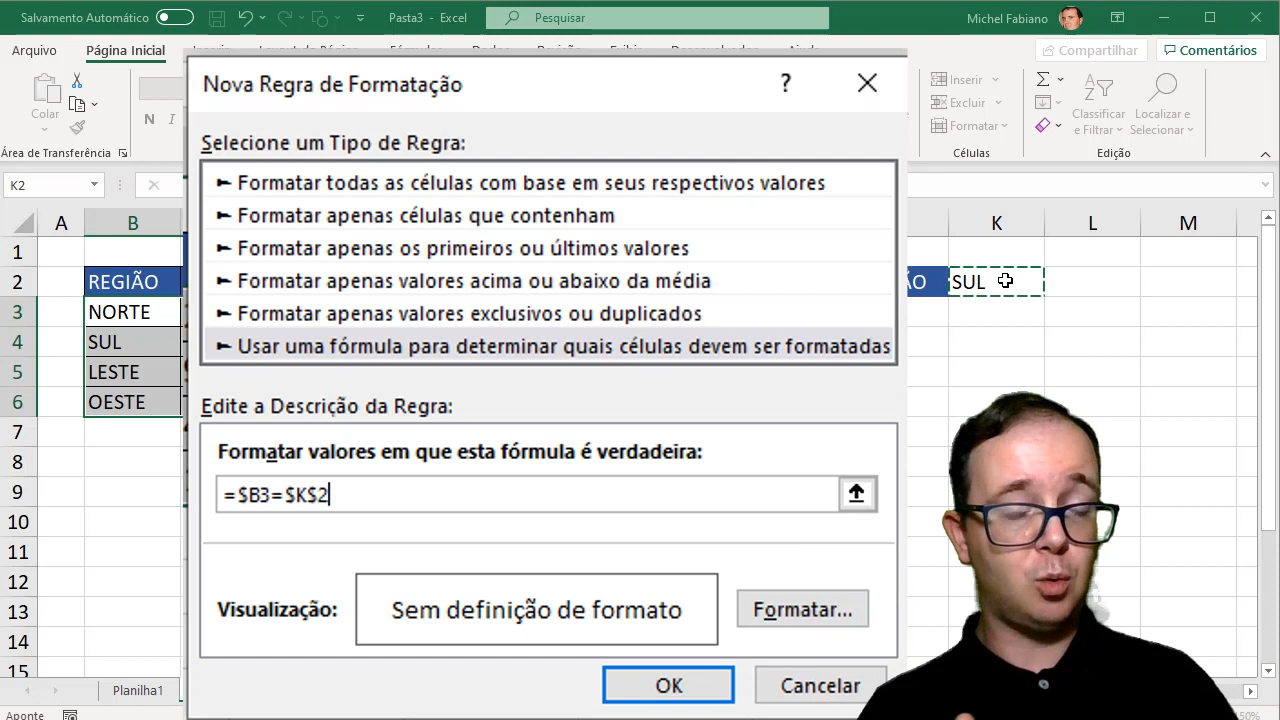 Salvamento Automático
Pasta3 - Excel
Pesquisar
Michel Fabiano
Arquivo
Página Inicial
Compartilhar
Comentários
Colar
N
I
Área de Transferência
Inserir
Excluir
Formatar
Células
Σ
Classificar
e Filtrar
Localizar e
Selecionar
Edição
K2
A
B
K
L
M
1
2
REGIÃO
ÃO
SUL
3
NORTE
4
SUL
5
LESTE
6
OESTE
7
8
9
10
11
12
13
14
15
Nova Regra de Formatação
?
Selecione um Tipo de Regra:
Formatar todas as células com base em seus respectivos valores
Formatar apenas células que contenham
Formatar apenas os primeiros ou últimos valores
Formatar apenas valores acima ou abaixo da média
Formatar apenas valores exclusivos ou duplicados
Usar uma fórmula para determinar quais células devem ser formatadas
Edite a Descrição da Regra:
Formatar valores em que esta fórmula é verdadeira:
=$B3=$K$2
Visualização:
Sem definição de formato
Formatar...
OK
Cancelar
Planilha1
Aponte